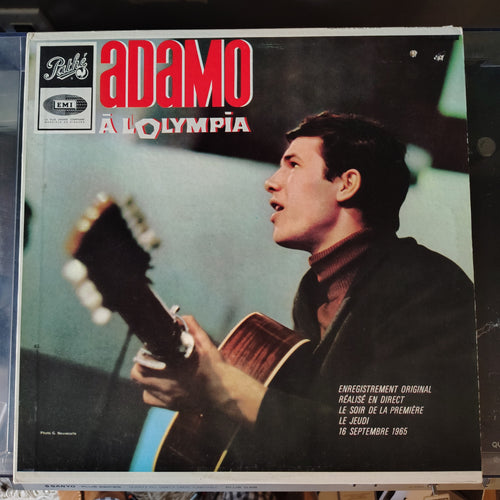 Pathé
ADAMO
EMI
À L'OLYMPIA
ENREGISTREMENT ORIGINAL
RÉALISÉ EN DIRECT
LE SOIR DE LA PREMIÈRE
LE JEUDI
16 SEPTEMBRE 1965
SANYO